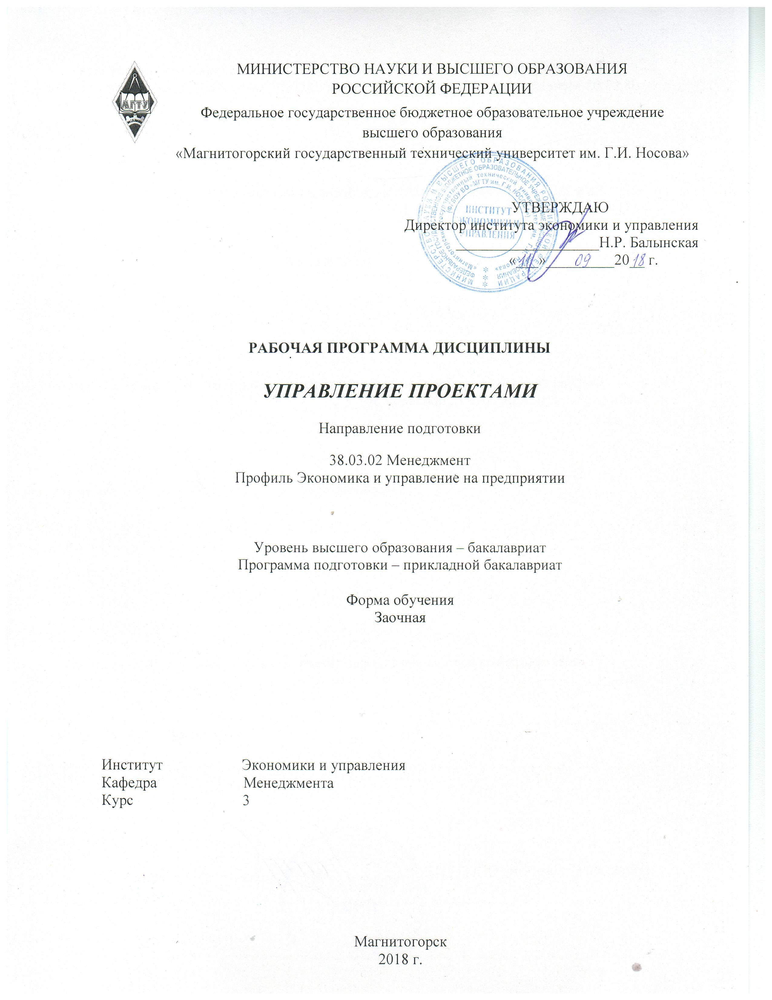 МИНИСТЕРСТВО НАУКИ И ВЫСШЕГО ОБРАЗОВАНИЯ
РОССИЙСКОЙ ФЕДЕРАЦИИ
Федеральное государственное бюджетное образовательное учреждение
высшего образования
«Магнитогорский государственный технический университет им. Г.И. Носова»
МГТУ
ИНСТИТУТ
ЭКОНОМИКИ И
УПРАВЛЕНИЯ
УТВЕРЖДАЮ
Директор института экономики и управления
Н.Р. Балынская
« » 09 2018 г.
РАБОЧАЯ ПРОГРАММА ДИСЦИПЛИНЫ
УПРАВЛЕНИЕ ПРОЕКТАМИ
Направление подготовки
38.03.02 Менеджмент
Профиль Экономика и управление на предприятии
Уровень высшего образования – бакалавриат
Программа подготовки – прикладной бакалавриат
Форма обучения
Заочная
Институт Экономики и управления
Кафедра Менеджмента
Курс 3
Магнитогорск
2018 г.